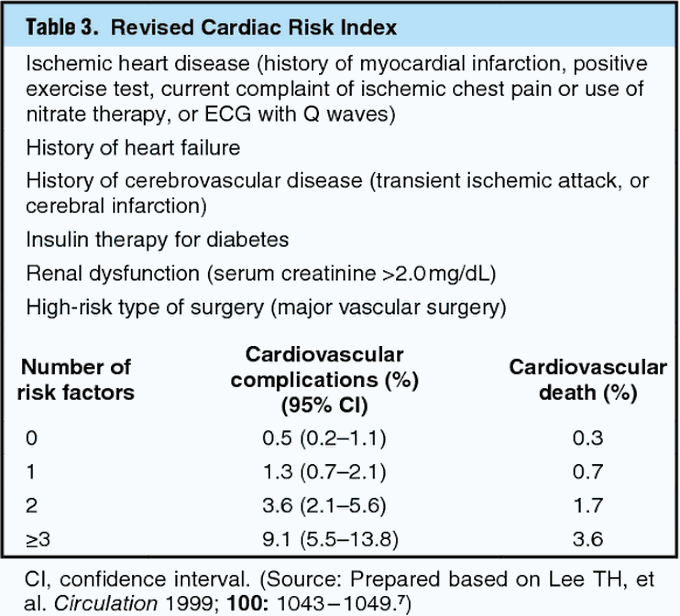 Table 3. Revised Cardiac Risk Index
Ischemic heart disease (history of myocardial infarction, positive
exercise test, current complaint of ischemic chest pain or use of
nitrate therapy, or ECG with Q waves)
History of heart failure
History of cerebrovascular disease (transient ischemic attack, or
cerebral infarction)
Insulin therapy for diabetes
Renal dysfunction (serum creatinine >2.0 mg/dL)
High-risk type of surgery (major vascular surgery)
Number of risk factors Cardiovascular complications (%) (95% CI) Cardiovascular death (%)
0 0.5 (0.2–1.1) 0.3
1 1.3 (0.7–2.1) 0.7
2 3.6 (2.1–5.6) 1.7
≥3 9.1 (5.5–13.8) 3.6
CI, confidence interval. (Source: Prepared based on Lee TH, et
al. Circulation 1999; 100: 1043–1049.⁷)